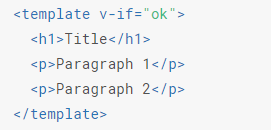 <template v-if="ok">
  <h1>Title</h1>
  <p>Paragraph 1</p>
  <p>Paragraph 2</p>
</template>